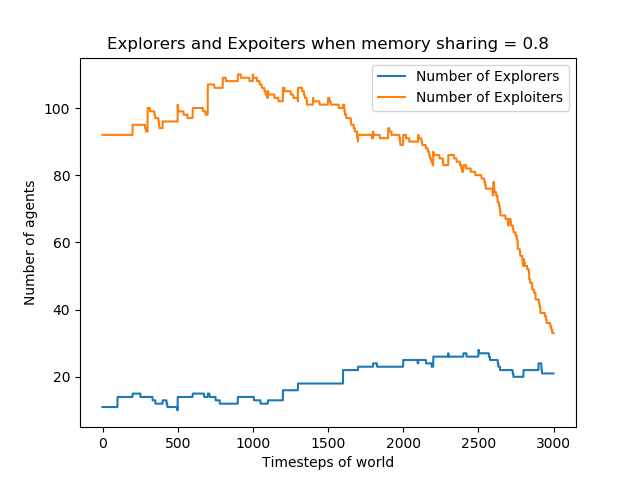 Explorers and Expoiters when memory sharing = 0.8
Number of Explorers
Number of Exploiters
Number of agents
100
80
60
40
20
0 500 1000 1500 2000 2500 3000
Timesteps of world